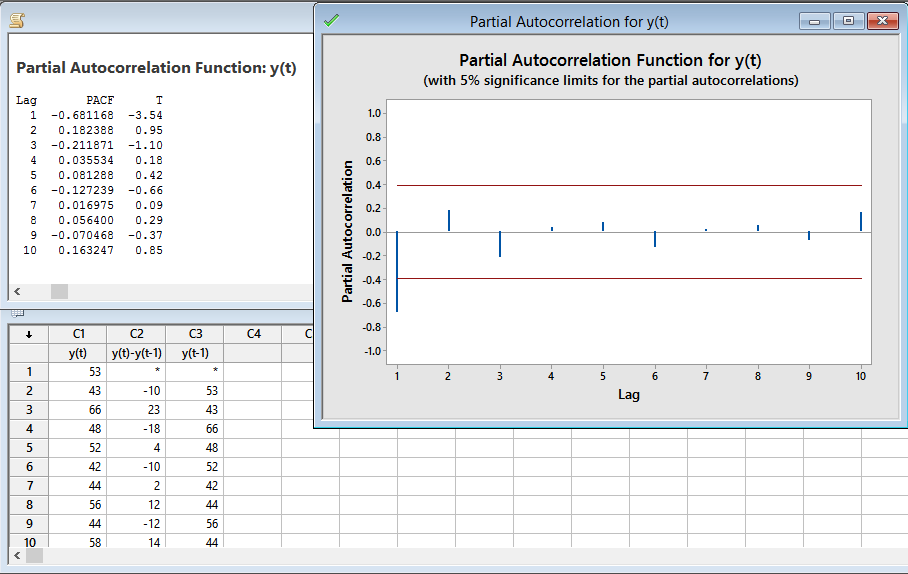 Partial Autocorrelation Function: y(t)
Lag PACF T
1 -0.681168 -3.54
2 0.182388 0.95
3 -0.211871 -1.10
4 0.035534 0.18
5 0.081288 0.42
6 -0.127239 -0.66
7 0.016975 0.09
8 0.056400 0.29
9 -0.070468 -0.37
10 0.163247 0.85
Partial Autocorrelation for y(t)
Partial Autocorrelation Function for y(t)
(with 5% significance limits for the partial autocorrelations)
Partial Autocorrelation
1.0
0.8
0.6
0.4
0.2
0.0
-0.2
-0.4
-0.6
-0.8
-1.0
1 2 3 4 5 6 7 8 9 10
Lag
C1 C2 C3 C4 C
y(t) y(t)-y(t-1) y(t-1)
1 53 * *
2 43 -10 53
3 66 23 43
4 48 -18 66
5 52 4 48
6 42 -10 52
7 44 2 42
8 56 12 44
9 44 -12 56
10 58 14 44